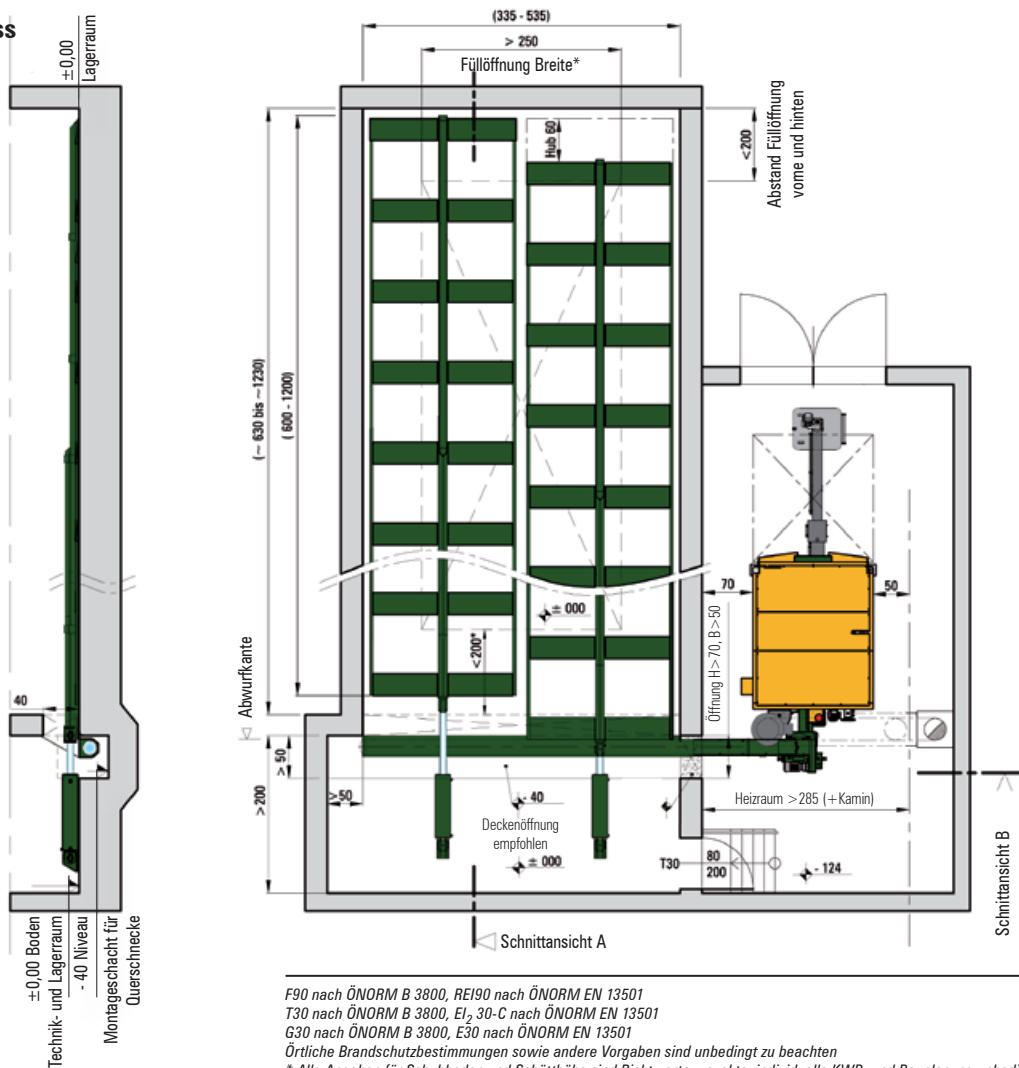 ss
±0,00
Lagerraum
(335 - 535)
> 250
Füllöffnung Breite*
<200
Abstand Füllöffnung
vorne und hinten
Hub 60
(~ 630 bis ~1230)
( 600 - 1200)
± 000
<200*
70
50
Öffnung H>70, B>50
Abwurfkante
40
> 50
>200
>50
- 40
Deckenöffnung
empfohlen
± 000
Heizraum >285 (+Kamin)
T30
80
200
- 124
Schnittansicht B
Schnittansicht A
±0,00 Boden
Technik- und Lagerraum
- 40 Niveau
Montageschacht für
Querschnecke
F90 nach ÖNORM B 3800, REI90 nach ÖNORM EN 13501
T30 nach ÖNORM B 3800, EI₂ 30-C nach ÖNORM EN 13501
G30 nach ÖNORM B 3800, E30 nach ÖNORM EN 13501
Örtliche Brandschutzbestimmungen sowie andere Vorgaben sind unbedingt zu beachten